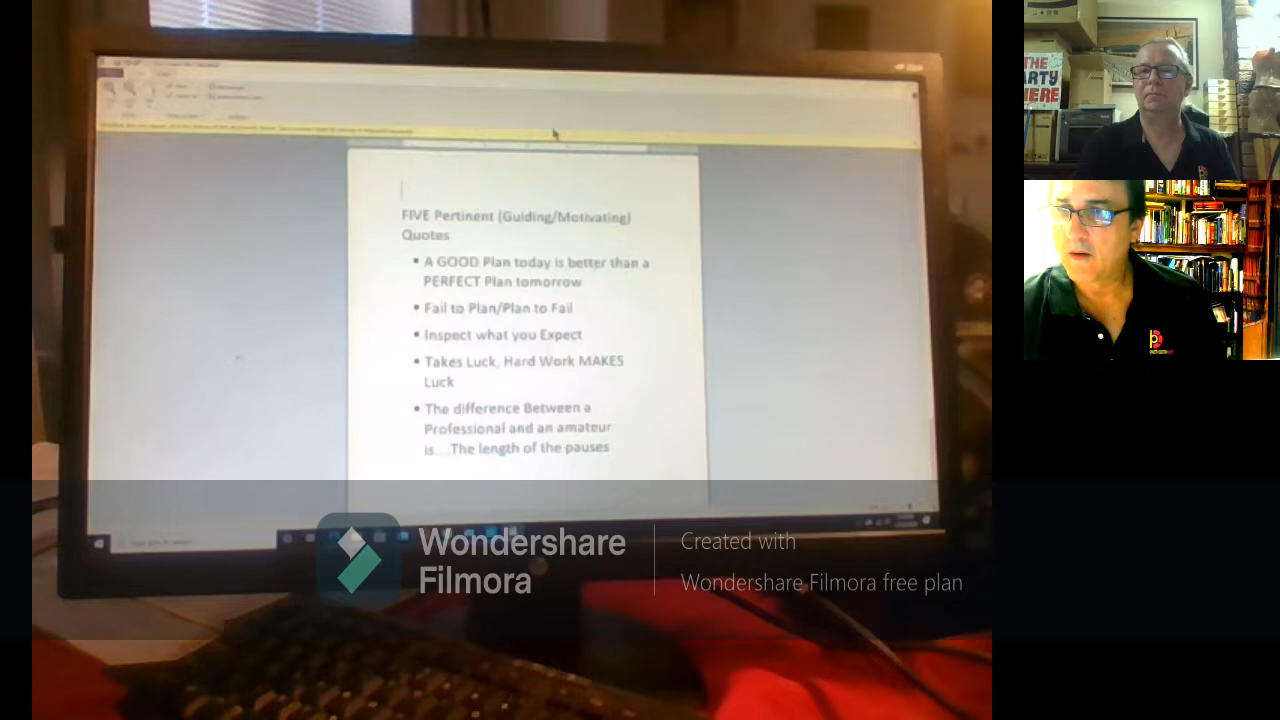 FIVE Pertinent (Guiding/Motivating)
Quotes
• A GOOD Plan today is better than a
PERFECT Plan tomorrow
• Fail to Plan/Plan to Fail
• Inspect what you Expect
• Takes Luck, Hard Work MAKES
Luck
• The difference Between a
Professional and an amateur
is....The length of the pauses
Wondershare
Filmora
Created with
Wondershare Filmora free plan
THE
ARTY
HERE